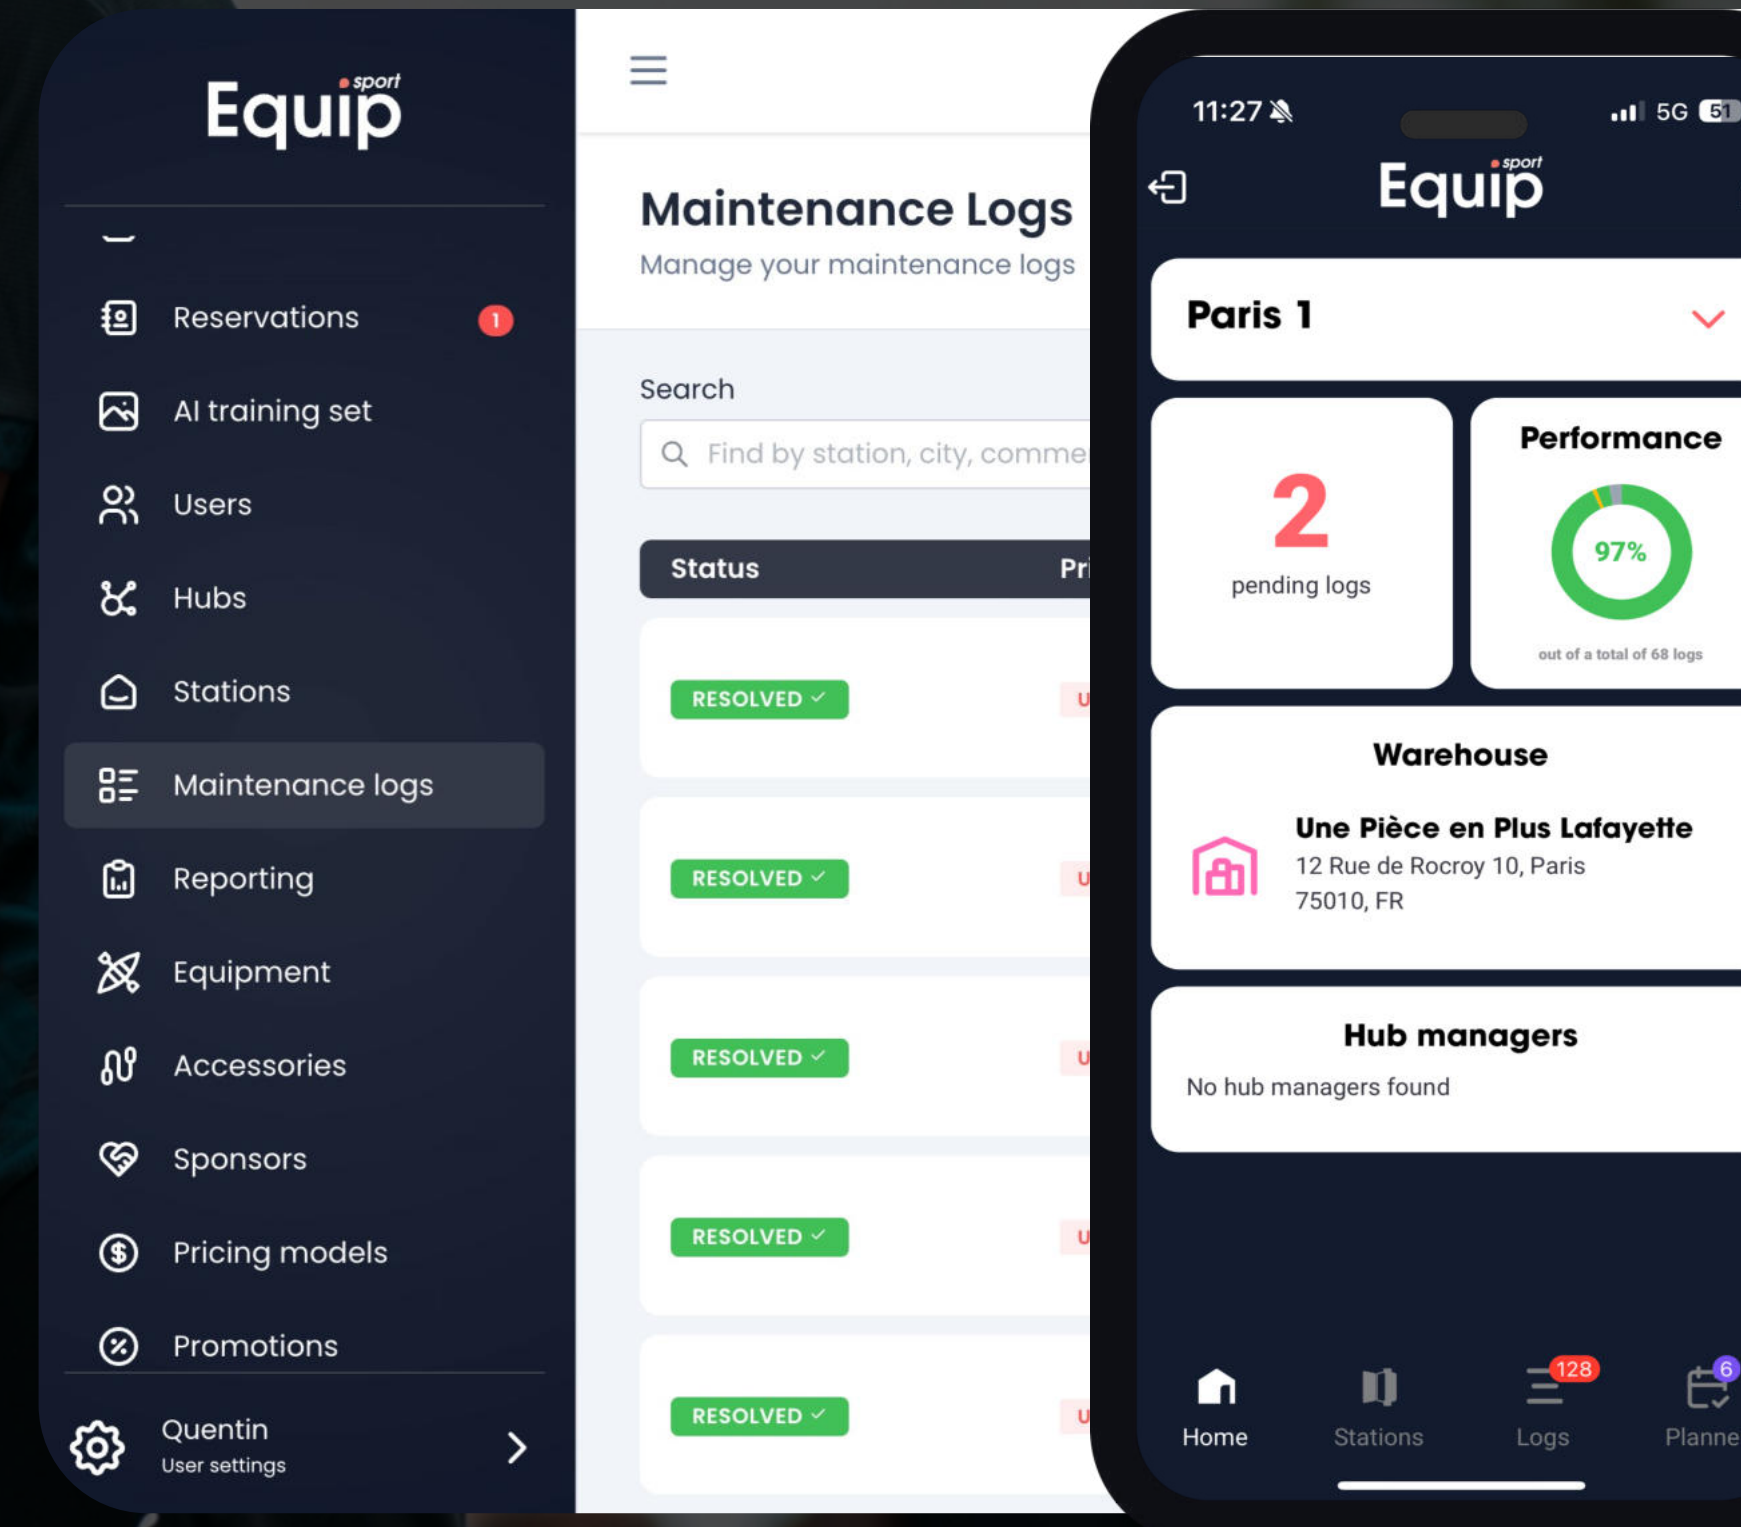 Equip sport
Reservations 1
AI training set
Users
Hubs
Stations
Maintenance logs
Reporting
Equipment
Accessories
Sponsors
Pricing models
Promotions
Quentin
User settings
Maintenance Logs
Manage your maintenance logs
Search
Find by station, city, comme
Status Pri
RESOLVED U
RESOLVED U
RESOLVED U
RESOLVED U
RESOLVED U
11:27 5G 51
Equip sport
Paris 1
2
pending logs
Performance
97%
out of a total of 68 logs
Warehouse
Une Pièce en Plus Lafayette
12 Rue de Rocroy 10, Paris
75010, FR
Hub managers
No hub managers found
128 6
Home Stations Logs Planne